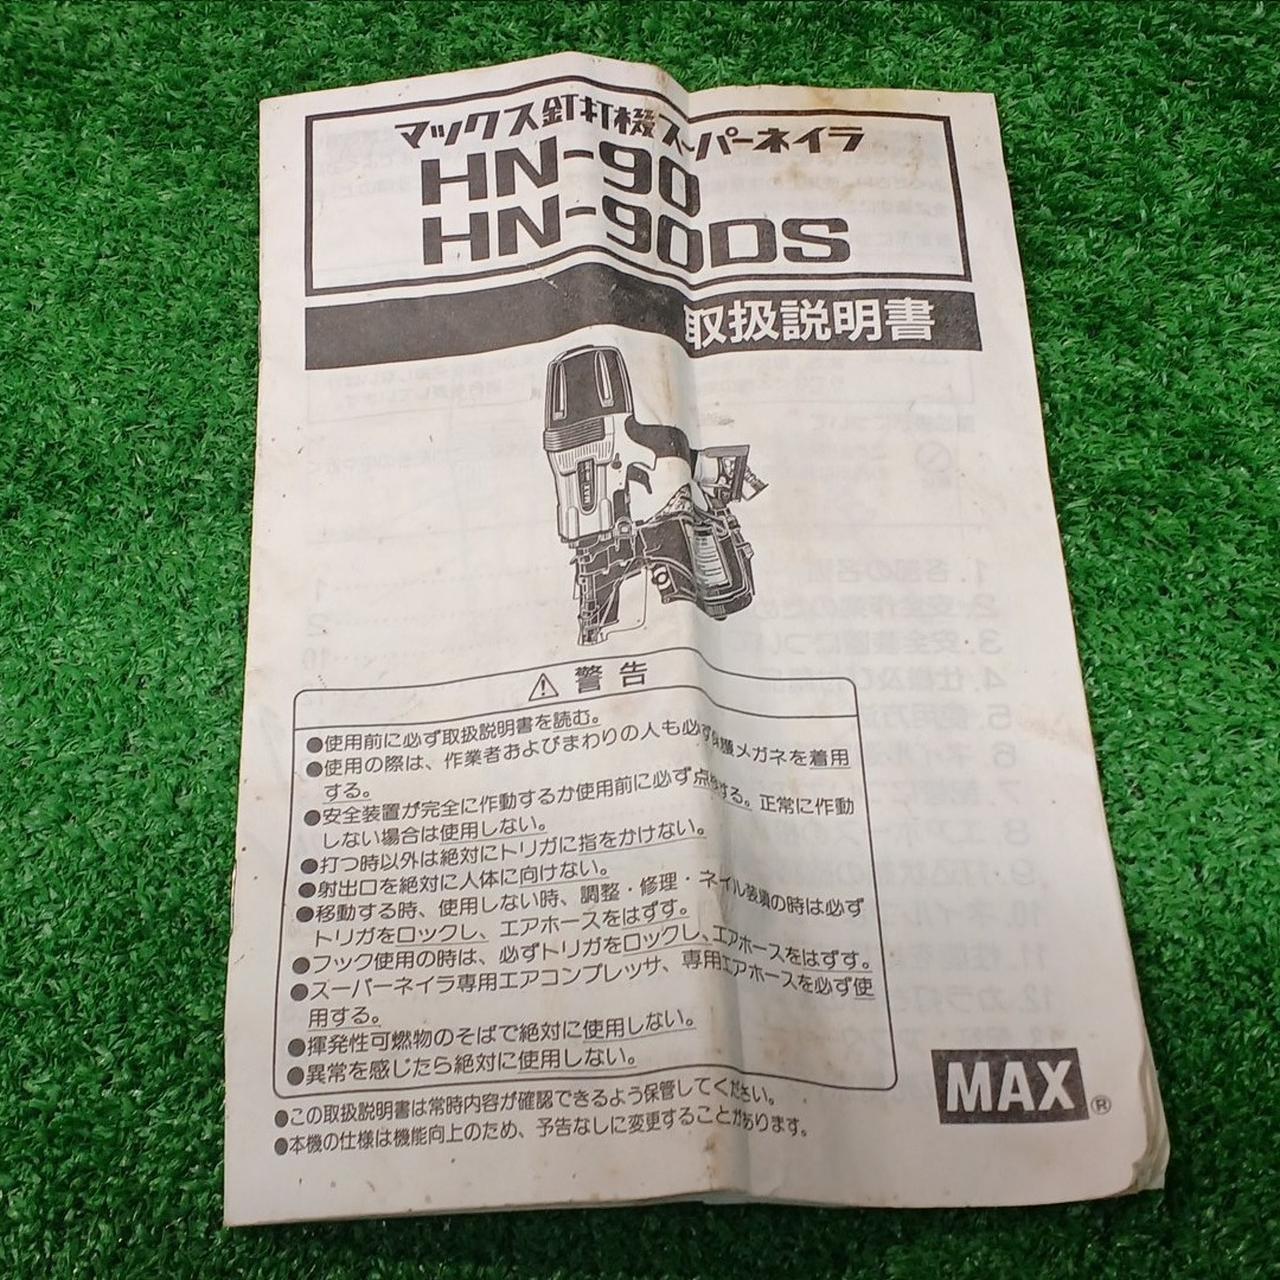 マックス釘打機スーパーネイラ
HN-90
HN-90DS
取扱説明書
MAX
警告
●使用前に必ず取扱説明書を読む。
●使用の際は、作業者およびまわりの人も必ず保護メガネを着用
する。
●安全装置が完全に作動するか使用前に必ず点検する。正常に作動
しない場合は使用しない。
●打つ時以外は絶対にトリガに指をかけない。
●射出口を絶対に人体に向けない。
●移動する時、使用しない時、調整・修理・ネイル装填の時は必ず
トリガをロックし、エアホースをはずす。
●フック使用の時は、必ずトリガをロックし、エアホースをはずす。
●スーパーネイラ専用エアコンプレッサ、専用エアホースを必ず使
用する。
●揮発性可燃物のそばで絶対に使用しない。
●異常を感じたら絶対に使用しない。
●この取扱説明書は常時内容が確認できるよう保管してください。
●本機の仕様は機能向上のため、予告なしに変更することがあります。
MAX®